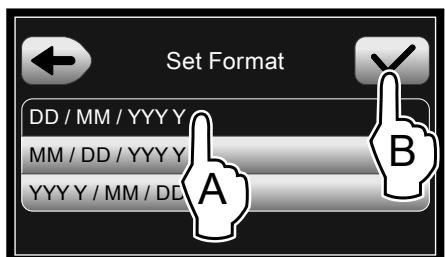 Set Format
DD / MM / YYY Y
MM / DD / YYY Y
YYY Y / MM / DD
A
B